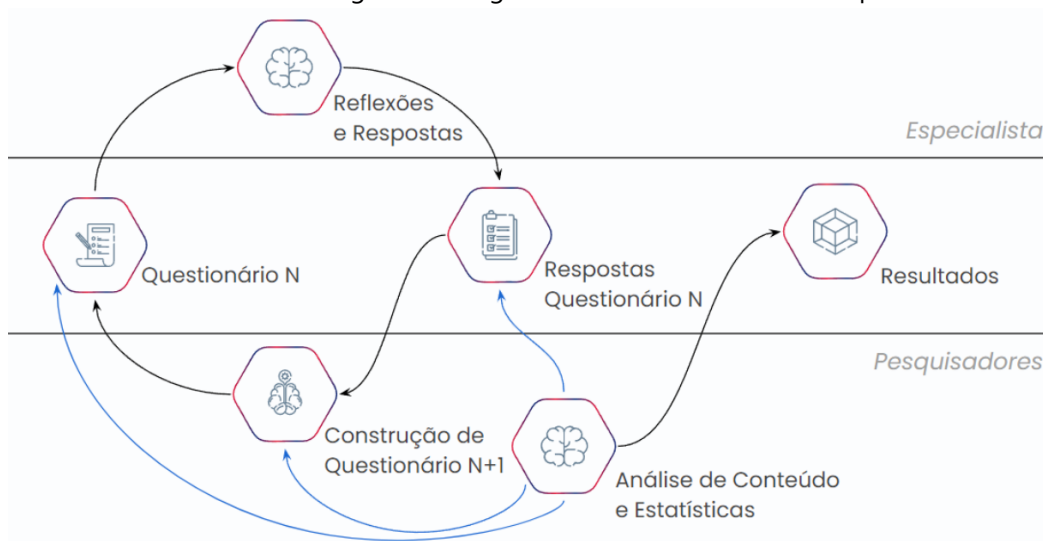 Reflexões
e Respostas
Especialista
Questionário N
Respostas
Questionário N
Resultados
Pesquisadores
Construção de
Questionário N+1
Análise de Conteúdo
e Estatísticas